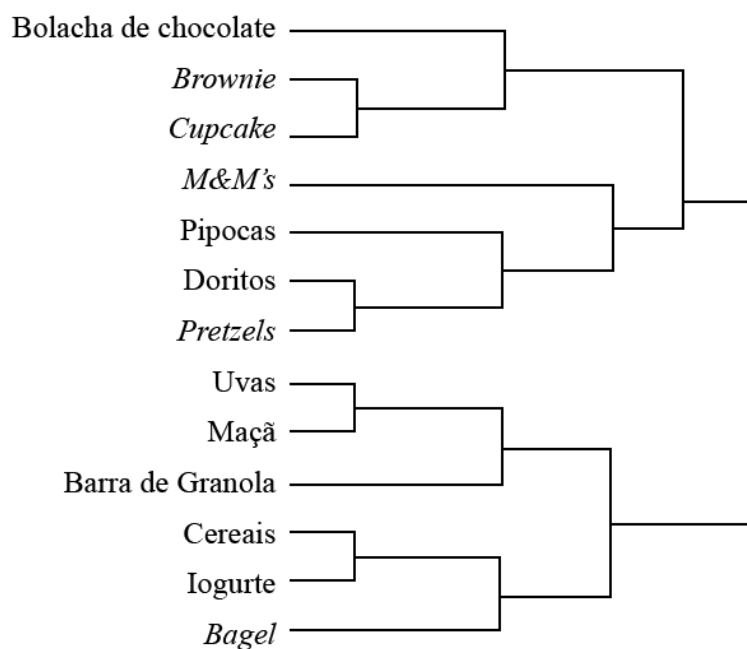 Bolacha de chocolate
Brownie
Cupcake
M&M’s
Pipocas
Doritos
Pretzels
Uvas
Maçã
Barra de Granola
Cereais
Iogurte
Bagel